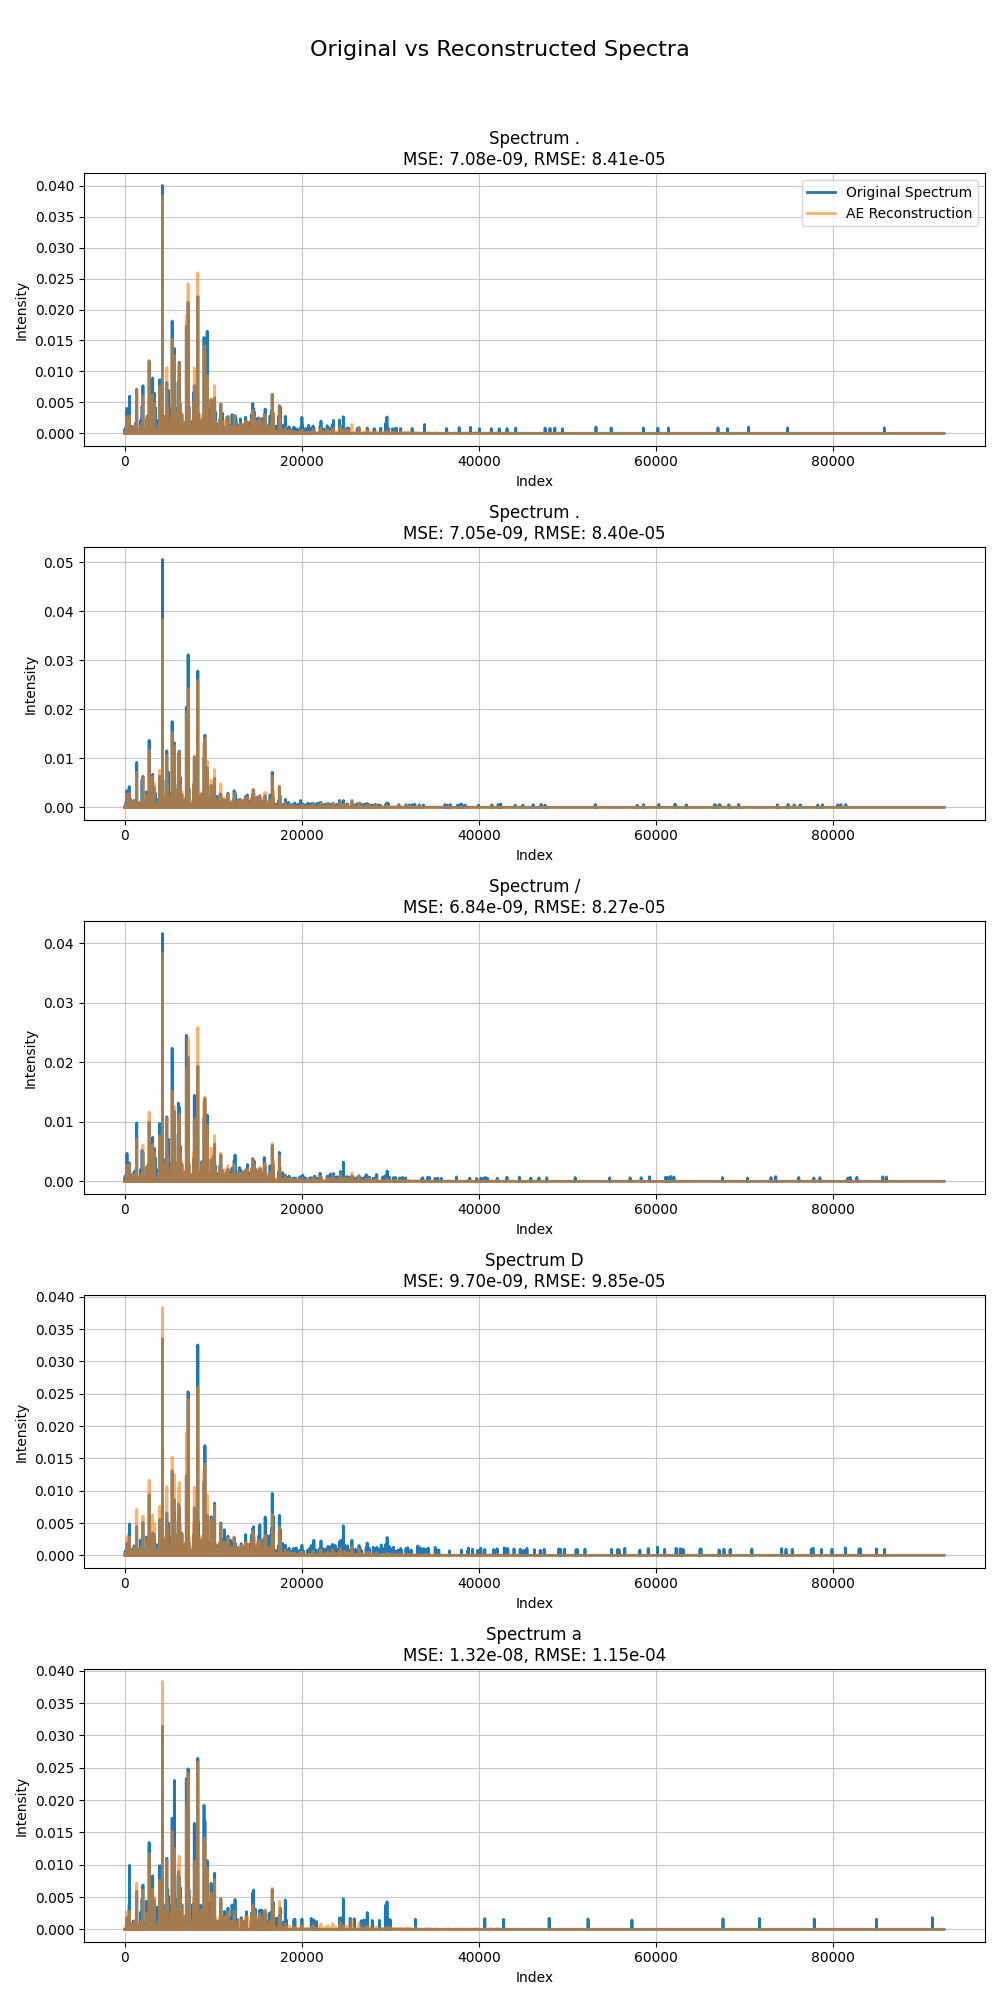 Original vs Reconstructed Spectra
Spectrum .
MSE: 7.08e-09, RMSE: 8.41e-05
Original Spectrum
AE Reconstruction
Intensity
0.040
0.035
0.030
0.025
0.020
0.015
0.010
0.005
0.000
0 20000 40000 60000 80000
Index
Spectrum .
MSE: 7.05e-09, RMSE: 8.40e-05
Intensity
0.05
0.04
0.03
0.02
0.01
0.00
0 20000 40000 60000 80000
Index
Spectrum /
MSE: 6.84e-09, RMSE: 8.27e-05
Intensity
0.04
0.03
0.02
0.01
0.00
0 20000 40000 60000 80000
Index
Spectrum D
MSE: 9.70e-09, RMSE: 9.85e-05
Intensity
0.040
0.035
0.030
0.025
0.020
0.015
0.010
0.005
0.000
0 20000 40000 60000 80000
Index
Spectrum a
MSE: 1.32e-08, RMSE: 1.15e-04
Intensity
0.040
0.035
0.030
0.025
0.020
0.015
0.010
0.005
0.000
0 20000 40000 60000 80000
Index